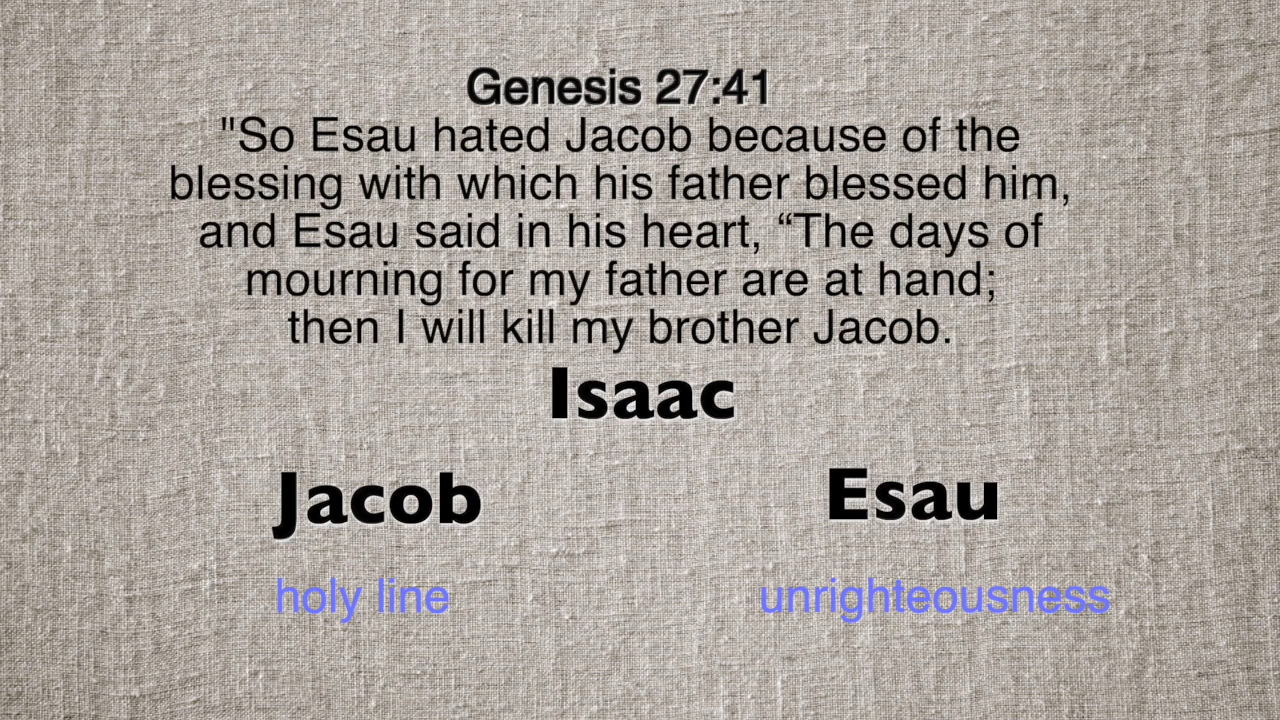 Genesis 27:41
"So Esau hated Jacob because of the
blessing with which his father blessed him,
and Esau said in his heart, “The days of
mourning for my father are at hand;
then I will kill my brother Jacob.
Isaac
Jacob Esau
holy line unrighteousness